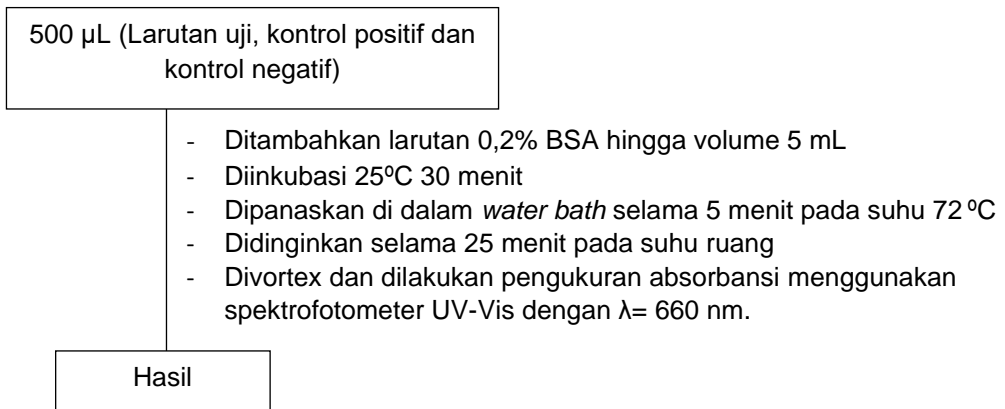 500 µL (Larutan uji, kontrol positif dan
kontrol negatif)
- Ditambahkan larutan 0,2% BSA hingga volume 5 mL
- Diinkubasi 25⁰C 30 menit
- Dipanaskan di dalam water bath selama 5 menit pada suhu 72 ⁰C
- Didinginkan selama 25 menit pada suhu ruang
- Divortex dan dilakukan pengukuran absorbansi menggunakan
spektrofotometer UV-Vis dengan λ= 660 nm.
Hasil